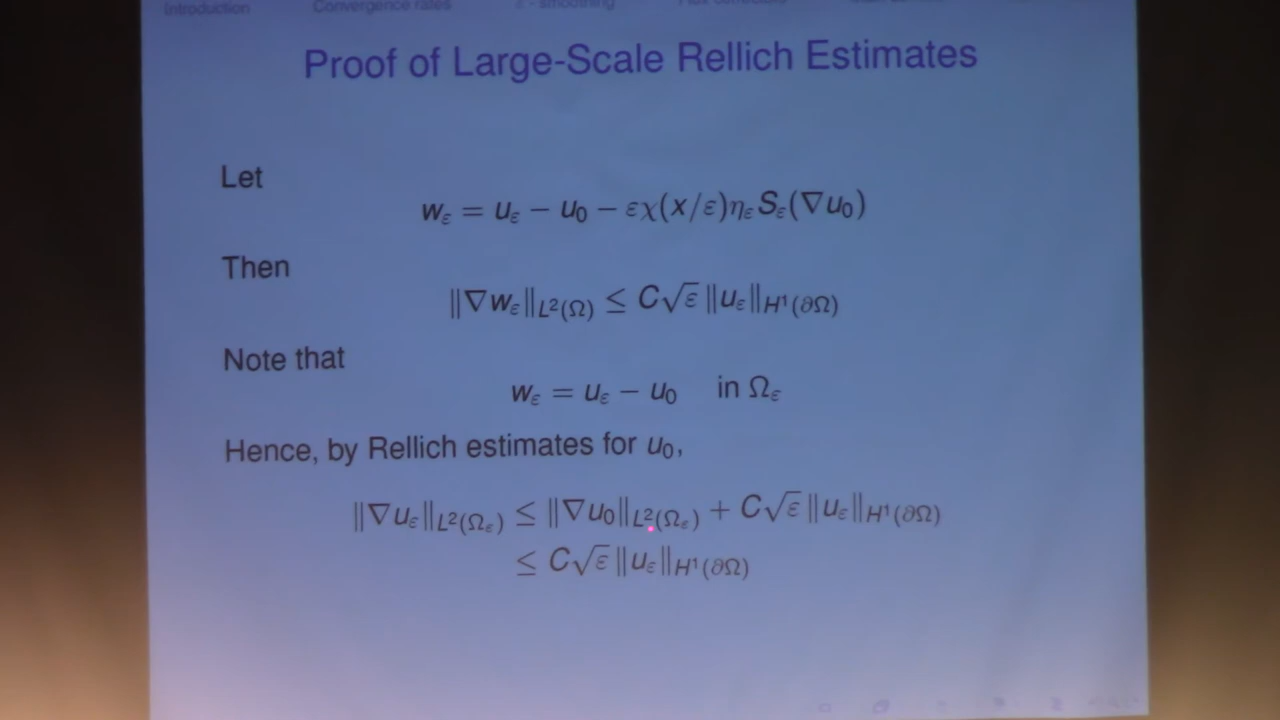 Introduction Convergence rates ε - smoothing
Proof of Large-Scale Rellich Estimates
Let
w_ε = u_ε − u_0 − εχ(x/ε)η_ε S_ε(∇u_0)
Then
‖∇w_ε‖_{L²(Ω)} ≤ C√ε ‖u_ε‖_{H¹(∂Ω)}
Note that
w_ε = u_ε − u_0 in Ω_ε
Hence, by Rellich estimates for u_0,
‖∇u_ε‖_{L²(Ω_ε)} ≤ ‖∇u_0‖_{L²(Ω_ε)} + C√ε ‖u_ε‖_{H¹(∂Ω)}
≤ C√ε ‖u_ε‖_{H¹(∂Ω)}